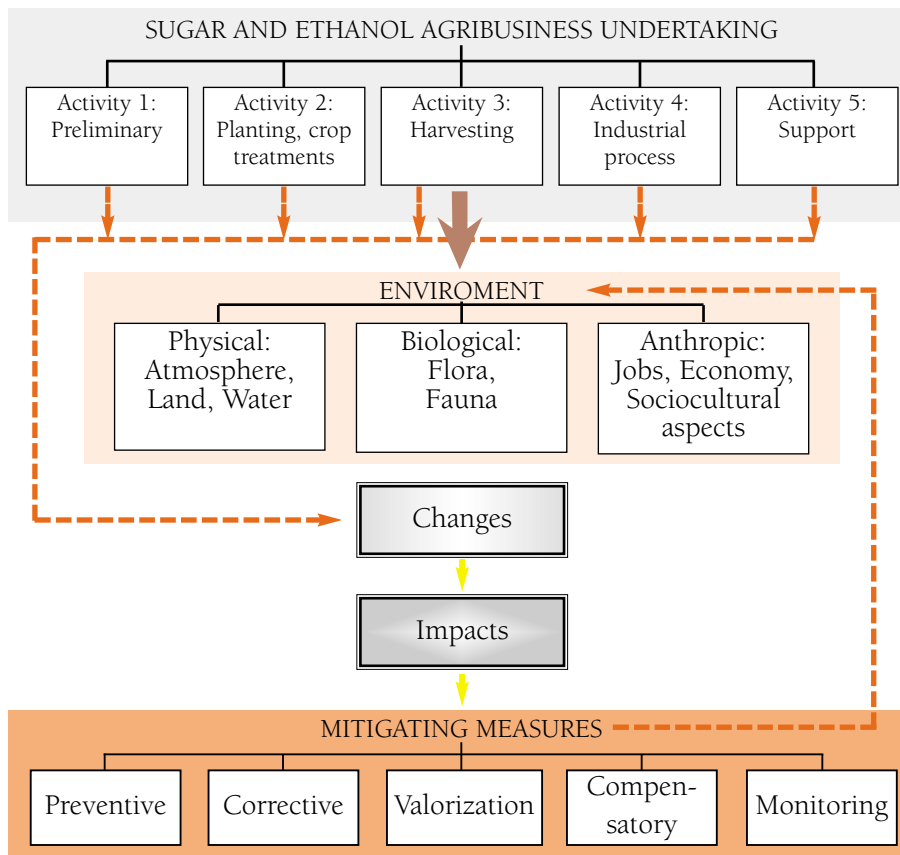 SUGAR AND ETHANOL AGRIBUSINESS UNDERTAKING
Activity 1:
Preliminary
Activity 2:
Planting, crop
treatments
Activity 3:
Harvesting
Activity 4:
Industrial
process
Activity 5:
Support
ENVIROMENT
Physical:
Atmosphere,
Land, Water
Biological:
Flora,
Fauna
Anthropic:
Jobs, Economy,
Sociocultural
aspects
Changes
Impacts
MITIGATING MEASURES
Preventive
Corrective
Valorization
Compen-
satory
Monitoring